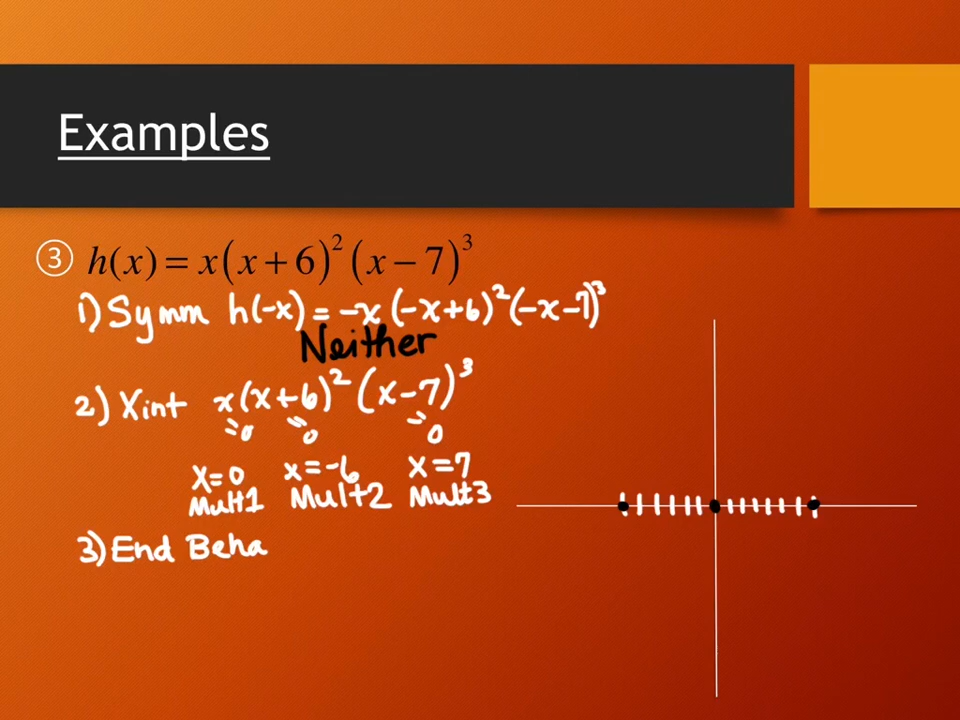 Examples
③ h(x) = x(x + 6)² (x − 7)³
1) Symm h(-x) = -x (-x+6)² (-x-7)³
Neither
2) Xint x(x+6)² (x-7)³
=0 =0 =0
x=0 x=-6 x=7
Mult1 Mult2 Mult3
3) End Beha